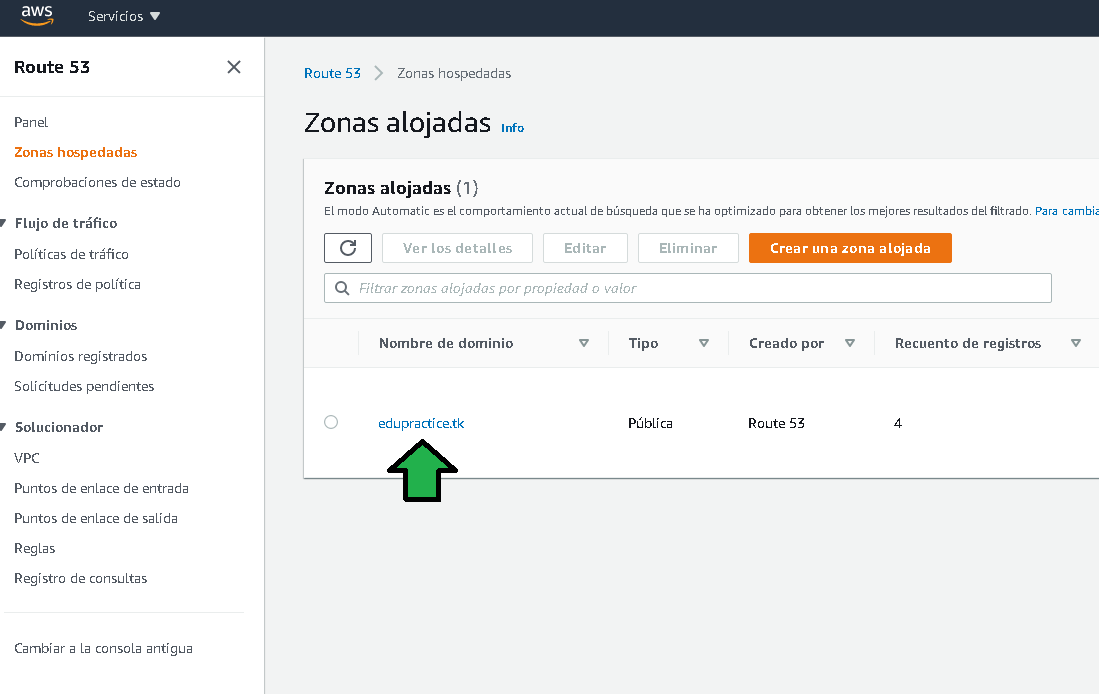 aws
Servicios
Route 53
Panel
Zonas hospedadas
Comprobaciones de estado
Flujo de tráfico
Políticas de tráfico
Registros de política
Dominios
Dominios registrados
Solicitudes pendientes
Solucionador
VPC
Puntos de enlace de entrada
Puntos de enlace de salida
Reglas
Registro de consultas
Cambiar a la consola antigua
Route 53 > Zonas hospedadas
Zonas alojadas Info
Zonas alojadas (1)
El modo Automatic es el comportamiento actual de búsqueda que se ha optimizado para obtener los mejores resultados del filtrado. Para cambia
Ver los detalles Editar Eliminar Crear una zona alojada
Filtrar zonas alojadas por propiedad o valor
Nombre de dominio Tipo Creado por Recuento de registros
edupractice.tk Pública Route 53 4